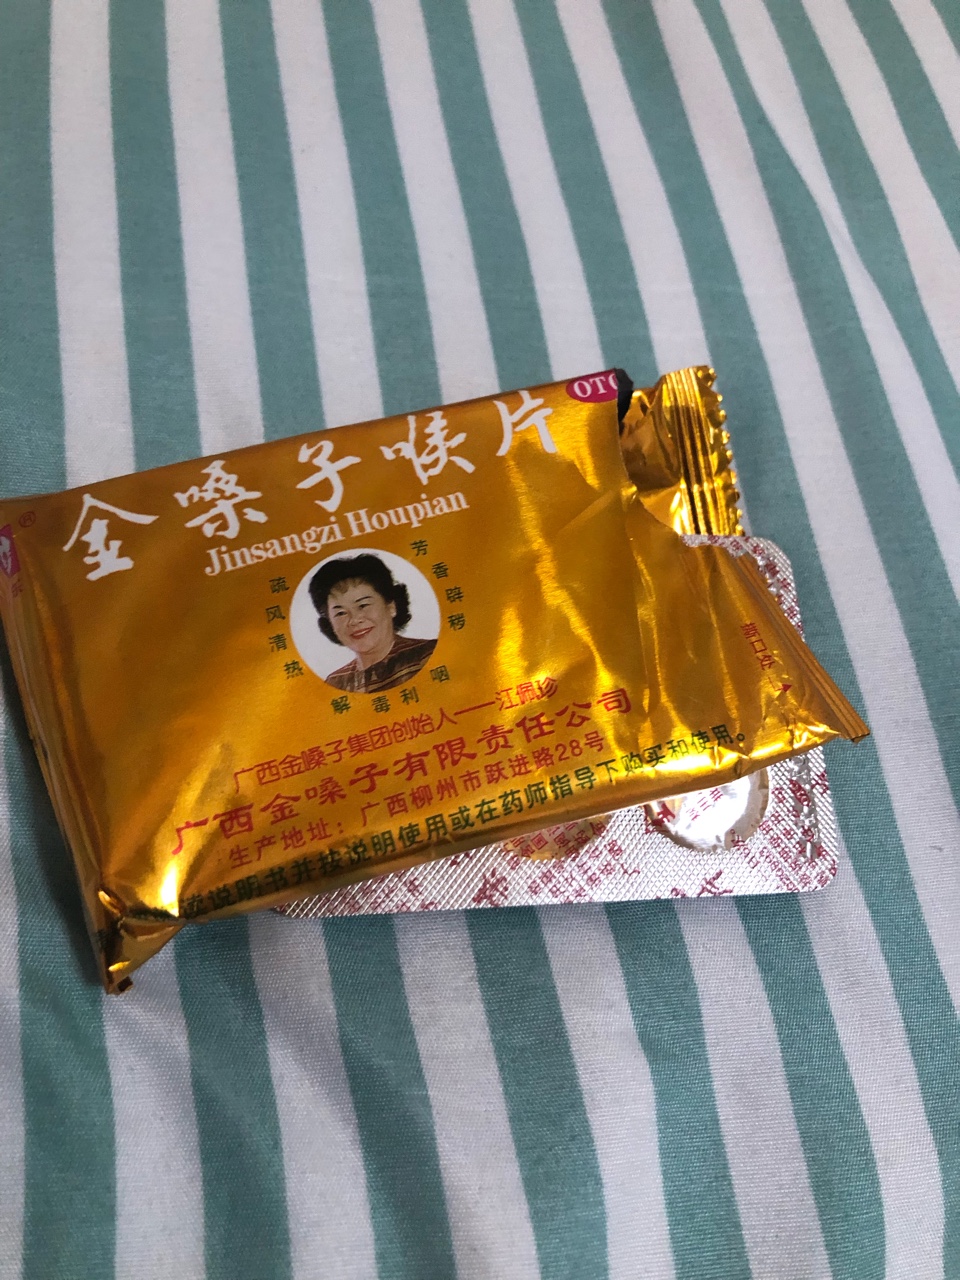 OTC
金嗓子喉片
®
Jinsangzi Houpian
疏风清热
芳香辟秽
解毒利咽
广西金嗓子集团创始人——江佩珍
广西金嗓子有限责任公司
生产地址：广西柳州市跃进路28号
读说明书并按说明使用或在药师指导下购买和使用。